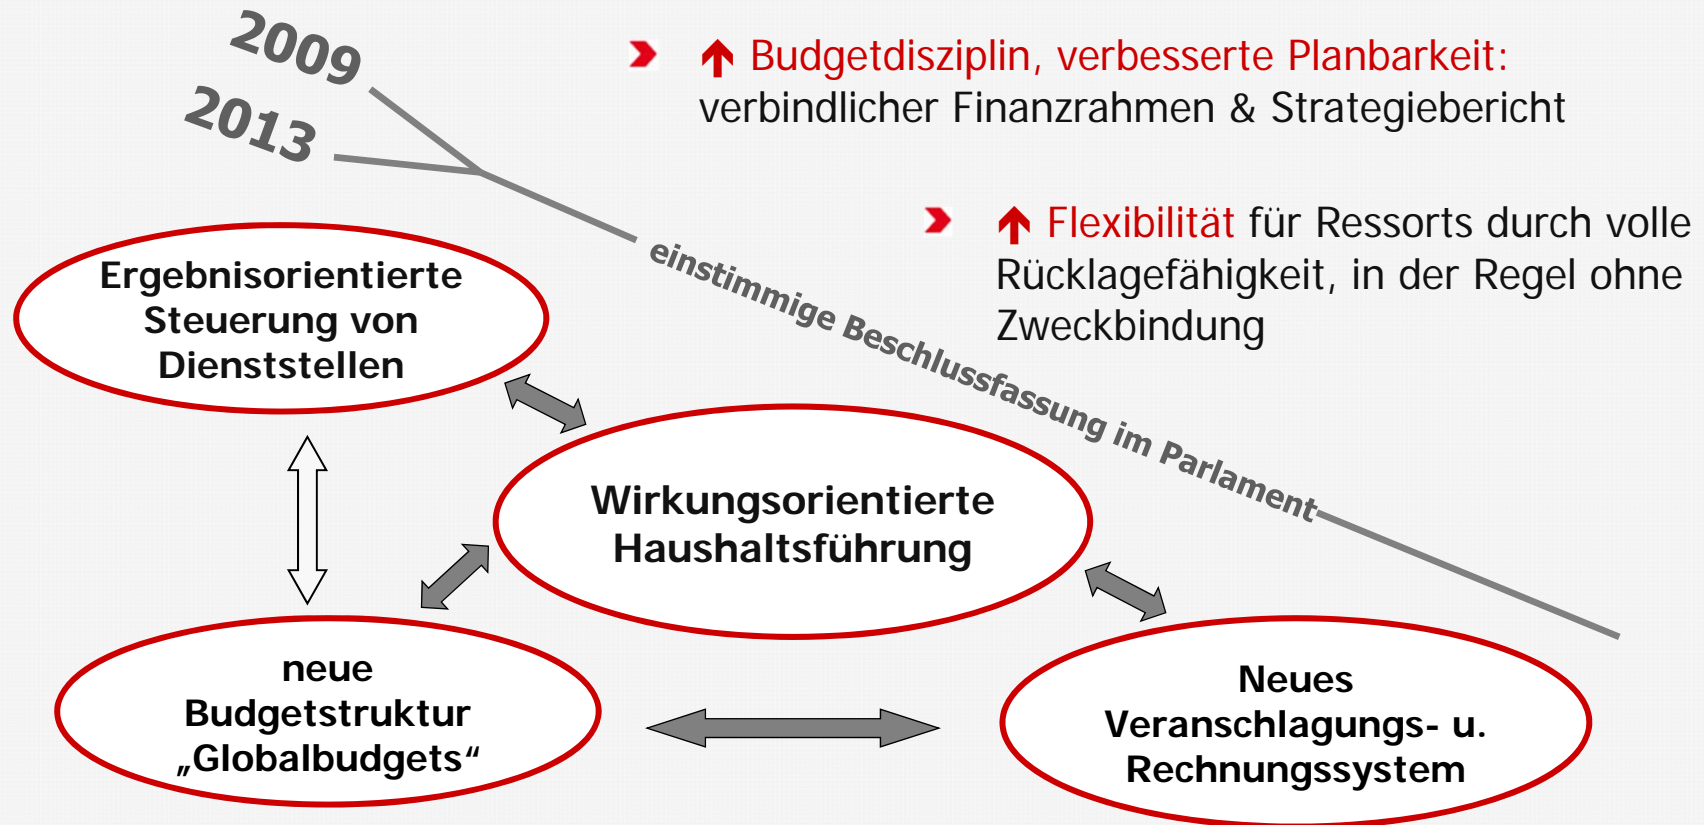 2009
2013
Budgetdisziplin, verbesserte Planbarkeit:
verbindlicher Finanzrahmen & Strategiebericht
Flexibilität für Ressorts durch volle
Rücklagefähigkeit, in der Regel ohne
Zweckbindung
einstimmige Beschlussfassung im Parlament
Ergebnisorientierte
Steuerung von
Dienststellen
Wirkungsorientierte
Haushaltsführung
neue
Budgetstruktur
„Globalbudgets“
Neues
Veranschlagungs- u.
Rechnungssystem